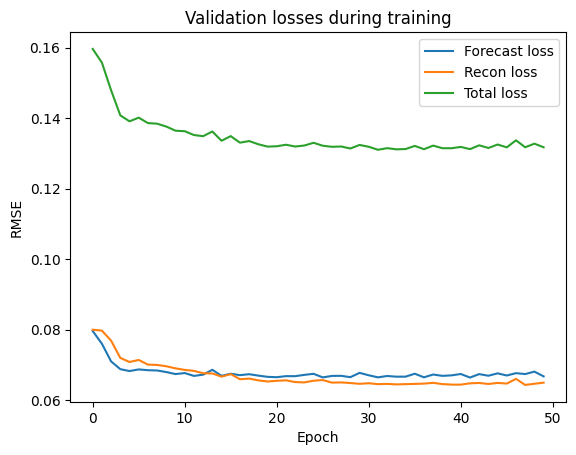 Validation losses during training
0.16
0.14
0.12
0.10
0.08
0.06
RMSE
Forecast loss
Recon loss
Total loss
0 10 20 30 40 50
Epoch